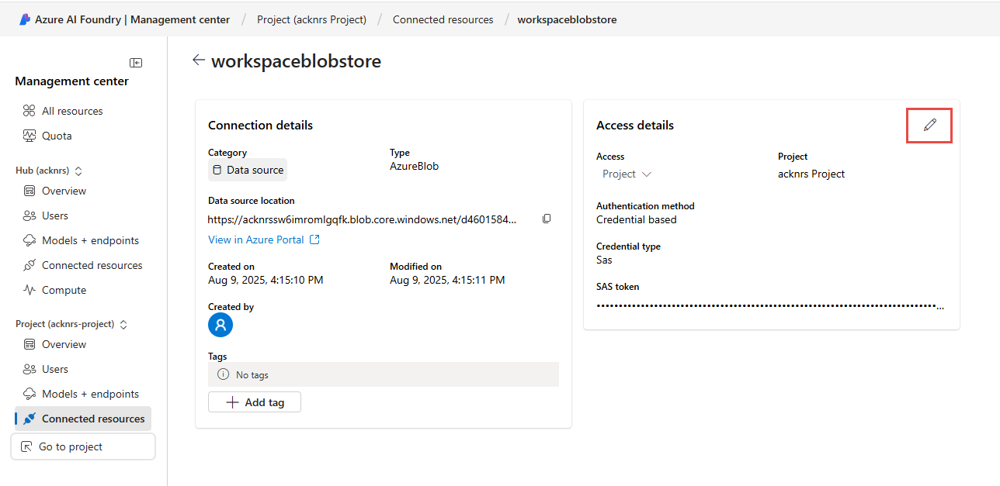 Azure AI Foundry | Management center / Project (acknrs Project) / Connected resources / workspaceblobstore
Management center
All resources
Quota
Hub (acknrs)
Overview
Users
Models + endpoints
Connected resources
Compute
Project (acknrs-project)
Overview
Users
Models + endpoints
Connected resources
Go to project
workspaceblobstore
Connection details
Category
Data source
Type
AzureBlob
Data source location
https://acknrssw6imromlgqfk.blob.core.windows.net/d4601584...
View in Azure Portal
Created on
Aug 9, 2025, 4:15:10 PM
Modified on
Aug 9, 2025, 4:15:11 PM
Created by
Tags
No tags
Add tag
Access details
Access
Project
Project
acknrs Project
Authentication method
Credential based
Credential type
Sas
SAS token
••••••••••••••••••••••••••••••••••••••••••••••••••••••••••••••••••••••••••...